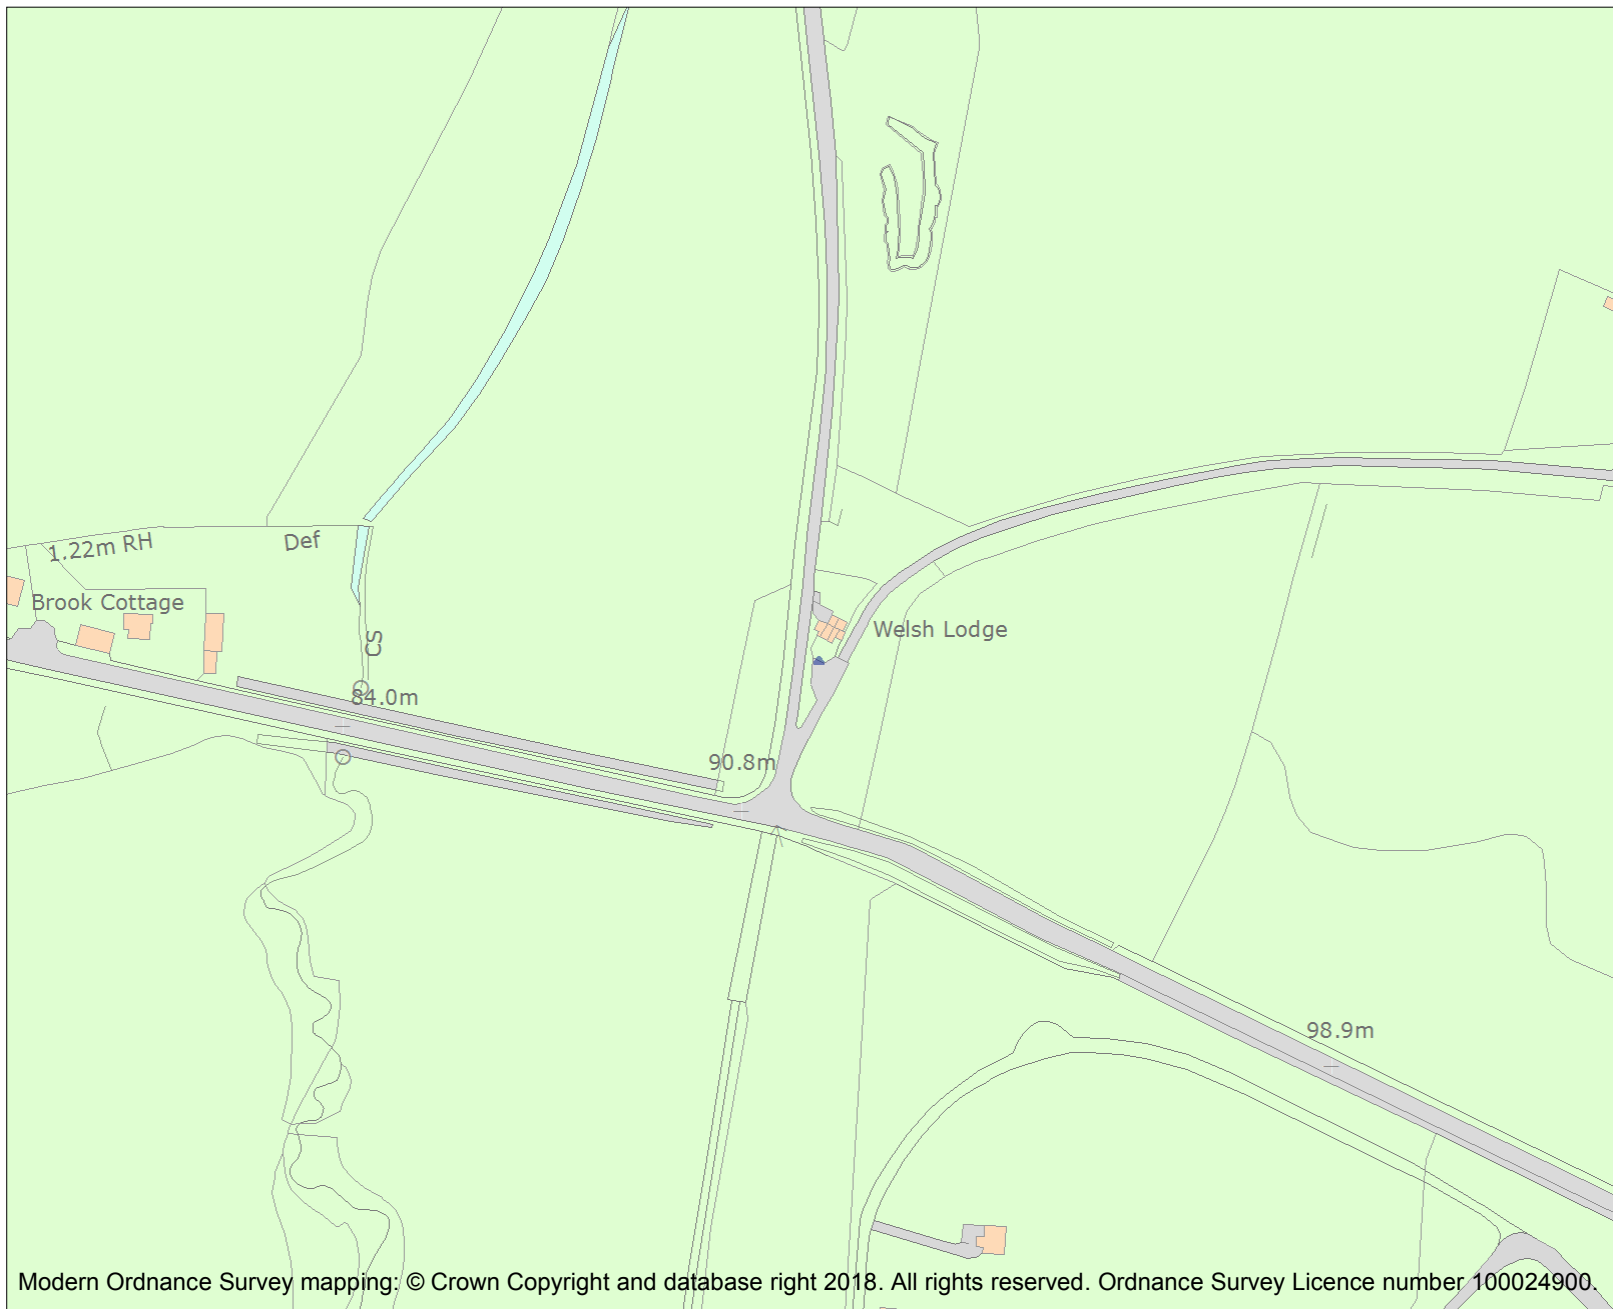 1.22m RH
Def
Brook Cottage
CS
Welsh Lodge
84.0m
90.8m
98.9m
Modern Ordnance Survey mapping: © Crown Copyright and database right 2018. All rights reserved. Ordnance Survey Licence number 100024900.